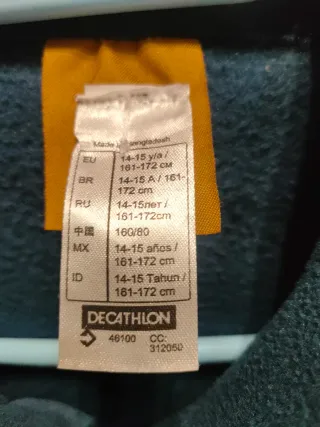 Made in Bangladesh
EU 14-15 y/a /
161-172 см
BR 14-15 A / 161-
172 cm
RU 14-15лет /
161-172cm
中国 160/80
MX 14-15 años /
161-172 cm
ID 14-15 Tahun /
161-172 cm
DECATHLON
46100 CC:
312050